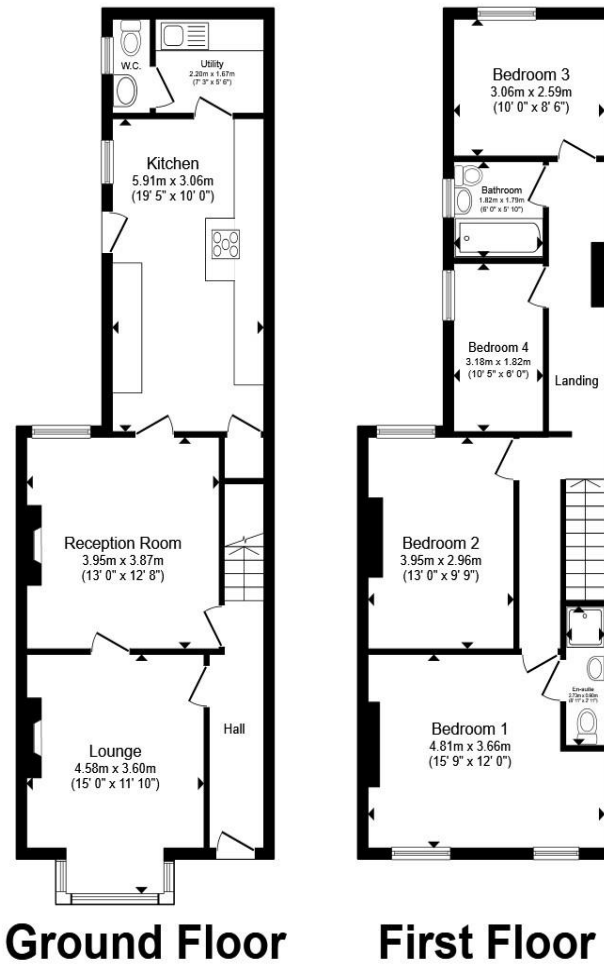 W.C.
Utility
2.20m x 1.67m
(7' 3" x 5' 6")
Kitchen
5.91m x 3.06m
(19' 5" x 10' 0")
Reception Room
3.95m x 3.87m
(13' 0" x 12' 8")
Lounge
4.58m x 3.60m
(15' 0" x 11' 10")
Hall
Ground Floor
Bedroom 3
3.06m x 2.59m
(10' 0" x 8' 6")
Bathroom
1.82m x 1.79m
(6' 0" x 5' 10")
Bedroom 4
3.18m x 1.82m
(10' 5" x 6' 0")
Landing
Bedroom 2
3.95m x 2.96m
(13' 0" x 9' 9")
En-suite
Bedroom 1
4.81m x 3.66m
(15' 9" x 12' 0")
First Floor